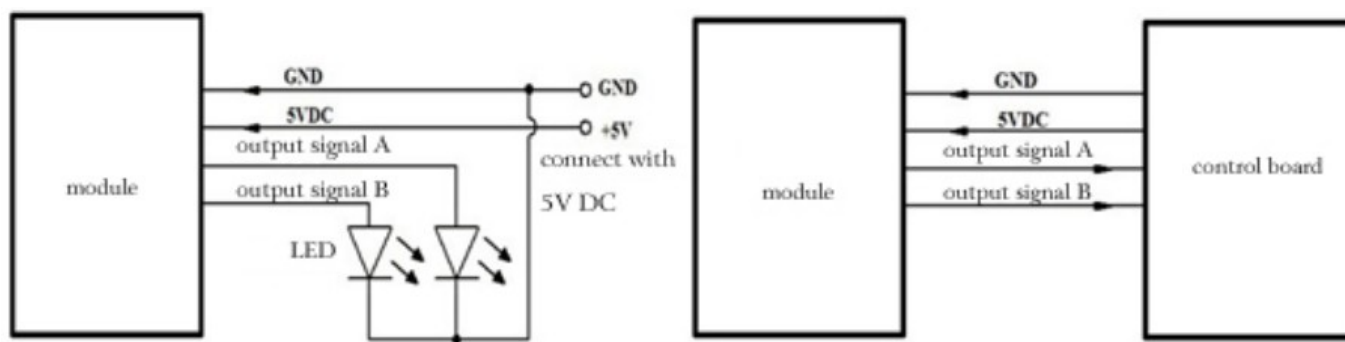 GND
GND
5VDC
+5V
output signal A
connect with
module
output signal B
5V DC
LED
GND
5VDC
output signal A
module
control board
output signal B